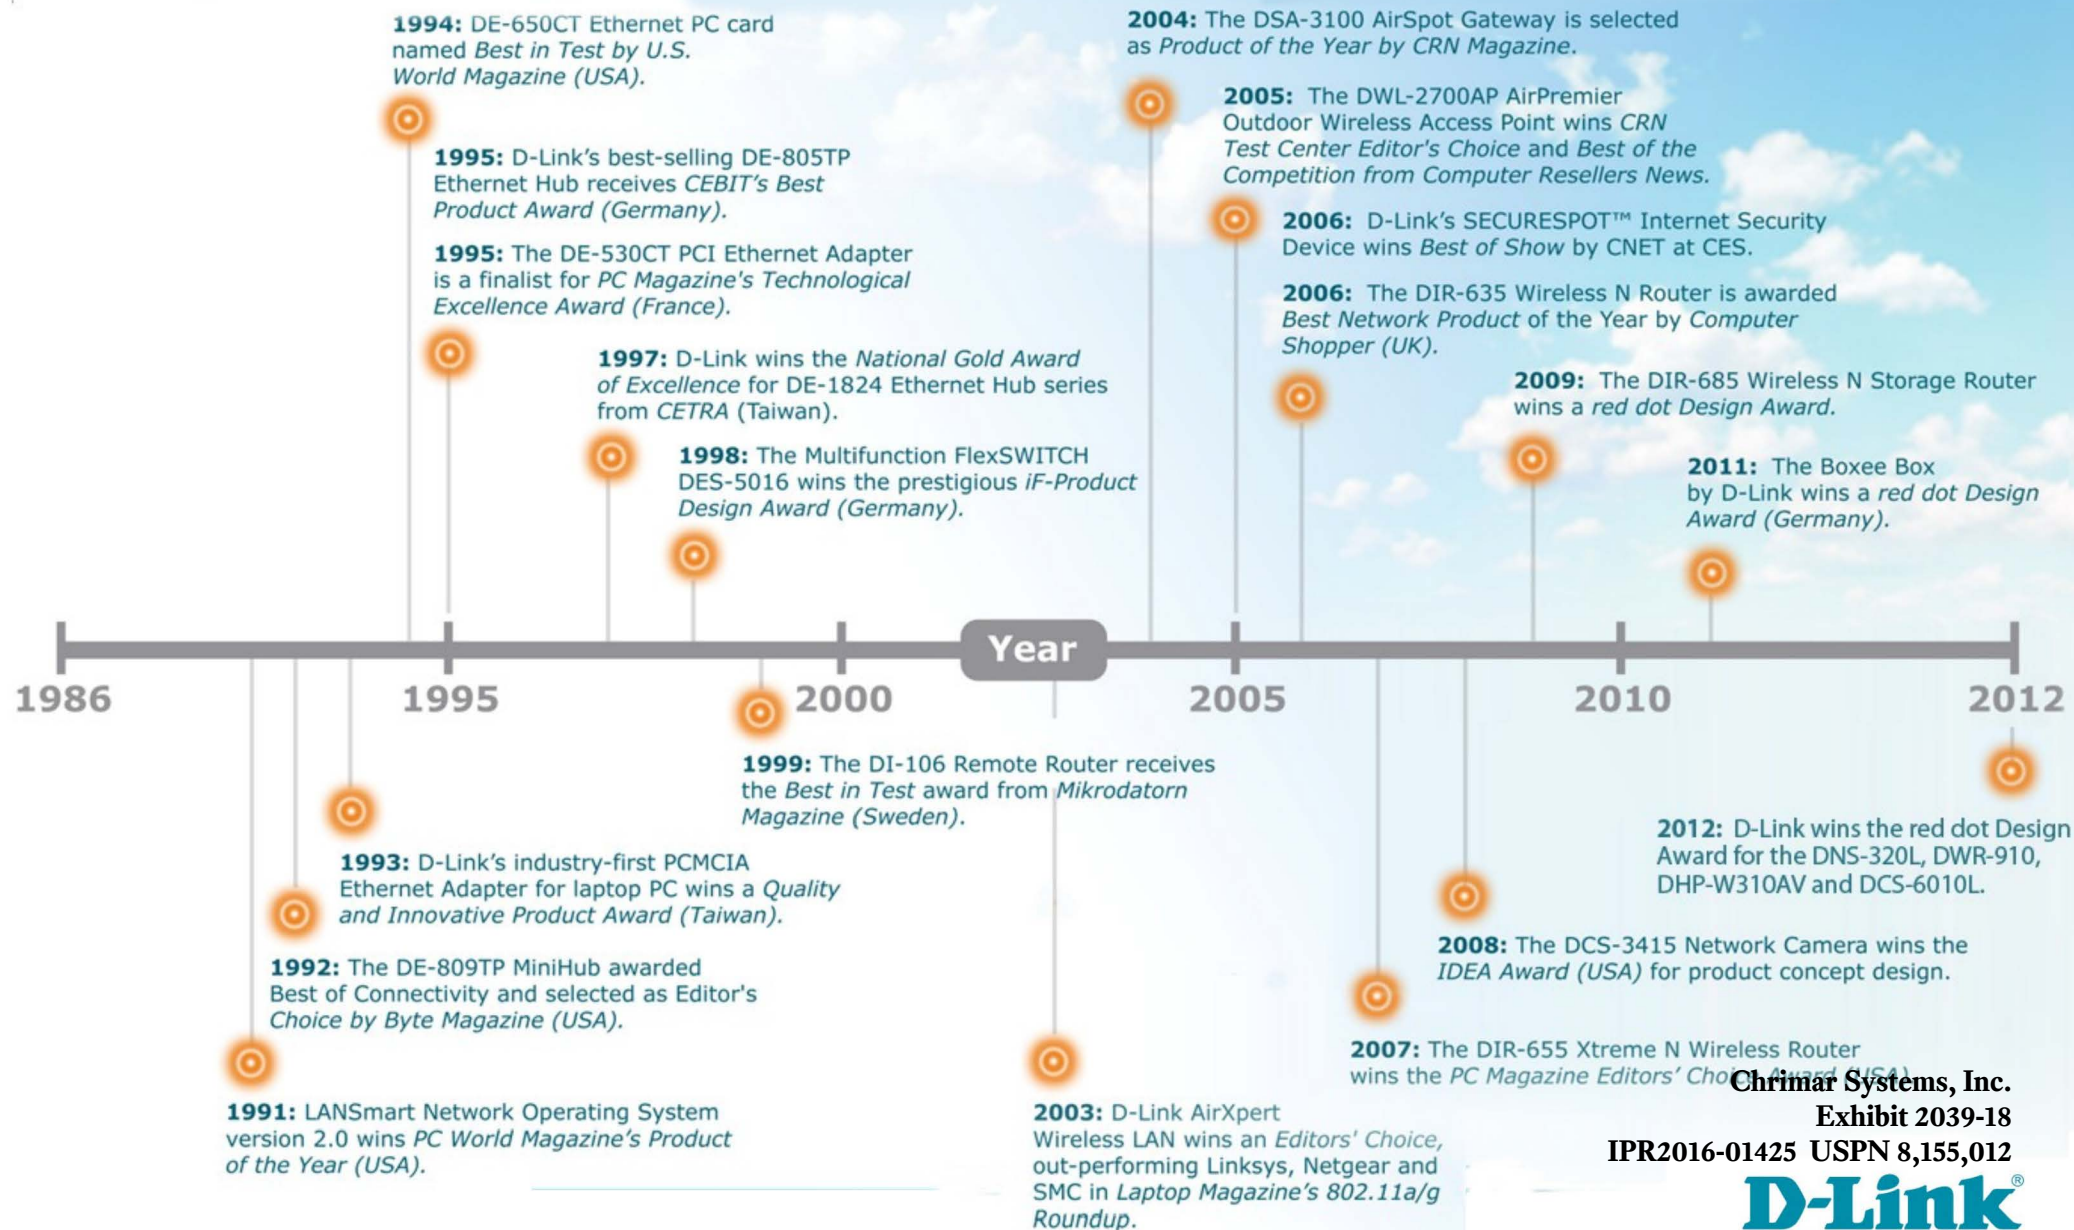 1994: DE-650CT Ethernet PC card
named Best in Test by U.S.
World Magazine (USA).
1995: D-Link's best-selling DE-805TP
Ethernet Hub receives CEBIT's Best
Product Award (Germany).
1995: The DE-530CT PCI Ethernet Adapter
is a finalist for PC Magazine's Technological
Excellence Award (France).
1997: D-Link wins the National Gold Award
of Excellence for DE-1824 Ethernet Hub series
from CETRA (Taiwan).
1998: The Multifunction FlexSWITCH
DES-5016 wins the prestigious iF-Product
Design Award (Germany).
2004: The DSA-3100 AirSpot Gateway is selected
as Product of the Year by CRN Magazine.
2005: The DWL-2700AP AirPremier
Outdoor Wireless Access Point wins CRN
Test Center Editor's Choice and Best of the
Competition from Computer Resellers News.
2006: D-Link's SECURESPOT™ Internet Security
Device wins Best of Show by CNET at CES.
2006: The DIR-635 Wireless N Router is awarded
Best Network Product of the Year by Computer
Shopper (UK).
2009: The DIR-685 Wireless N Storage Router
wins a red dot Design Award.
2011: The Boxee Box
by D-Link wins a red dot Design
Award (Germany).
Year
1986
1995
2000
2005
2010
2012
1999: The DI-106 Remote Router receives
the Best in Test award from Mikrodatorn
Magazine (Sweden).
1993: D-Link's industry-first PCMCIA
Ethernet Adapter for laptop PC wins a Quality
and Innovative Product Award (Taiwan).
1992: The DE-809TP MiniHub awarded
Best of Connectivity and selected as Editor's
Choice by Byte Magazine (USA).
1991: LANSmart Network Operating System
version 2.0 wins PC World Magazine's Product
of the Year (USA).
2003: D-Link AirXpert
Wireless LAN wins an Editors' Choice,
out-performing Linksys, Netgear and
SMC in Laptop Magazine's 802.11a/g
Roundup.
2012: D-Link wins the red dot Design
Award for the DNS-320L, DWR-910,
DHP-W310AV and DCS-6010L.
2008: The DCS-3415 Network Camera wins the
IDEA Award (USA) for product concept design.
2007: The DIR-655 Xtreme N Wireless Router
wins the PC Magazine Editors' Choice Award (USA).
Chrimar Systems, Inc.
Exhibit 2039-18
IPR2016-01425 USPN 8,155,012
D-Link®